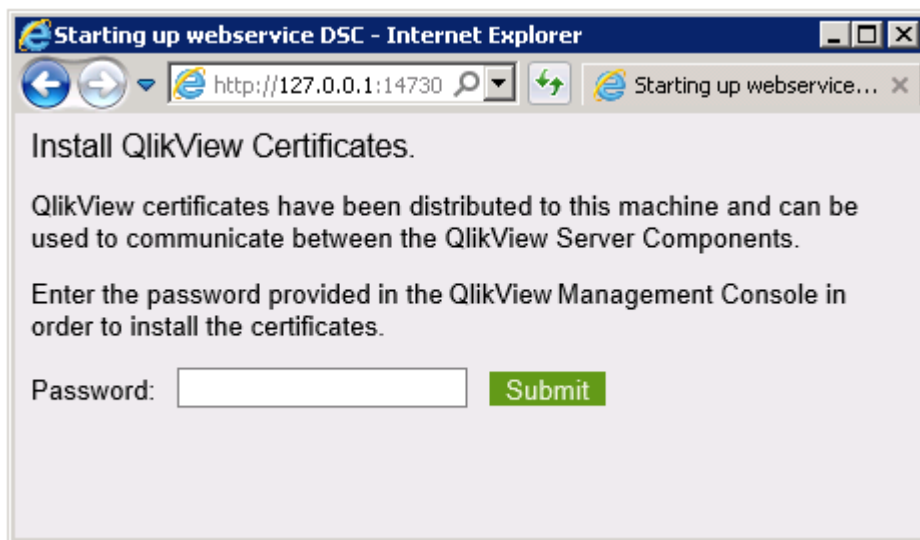 Starting up webservice DSC - Internet Explorer
http://127.0.0.1:14730
Starting up webservice...
Install QlikView Certificates.
QlikView certificates have been distributed to this machine and can be
used to communicate between the QlikView Server Components.
Enter the password provided in the QlikView Management Console in
order to install the certificates.
Password:
Submit